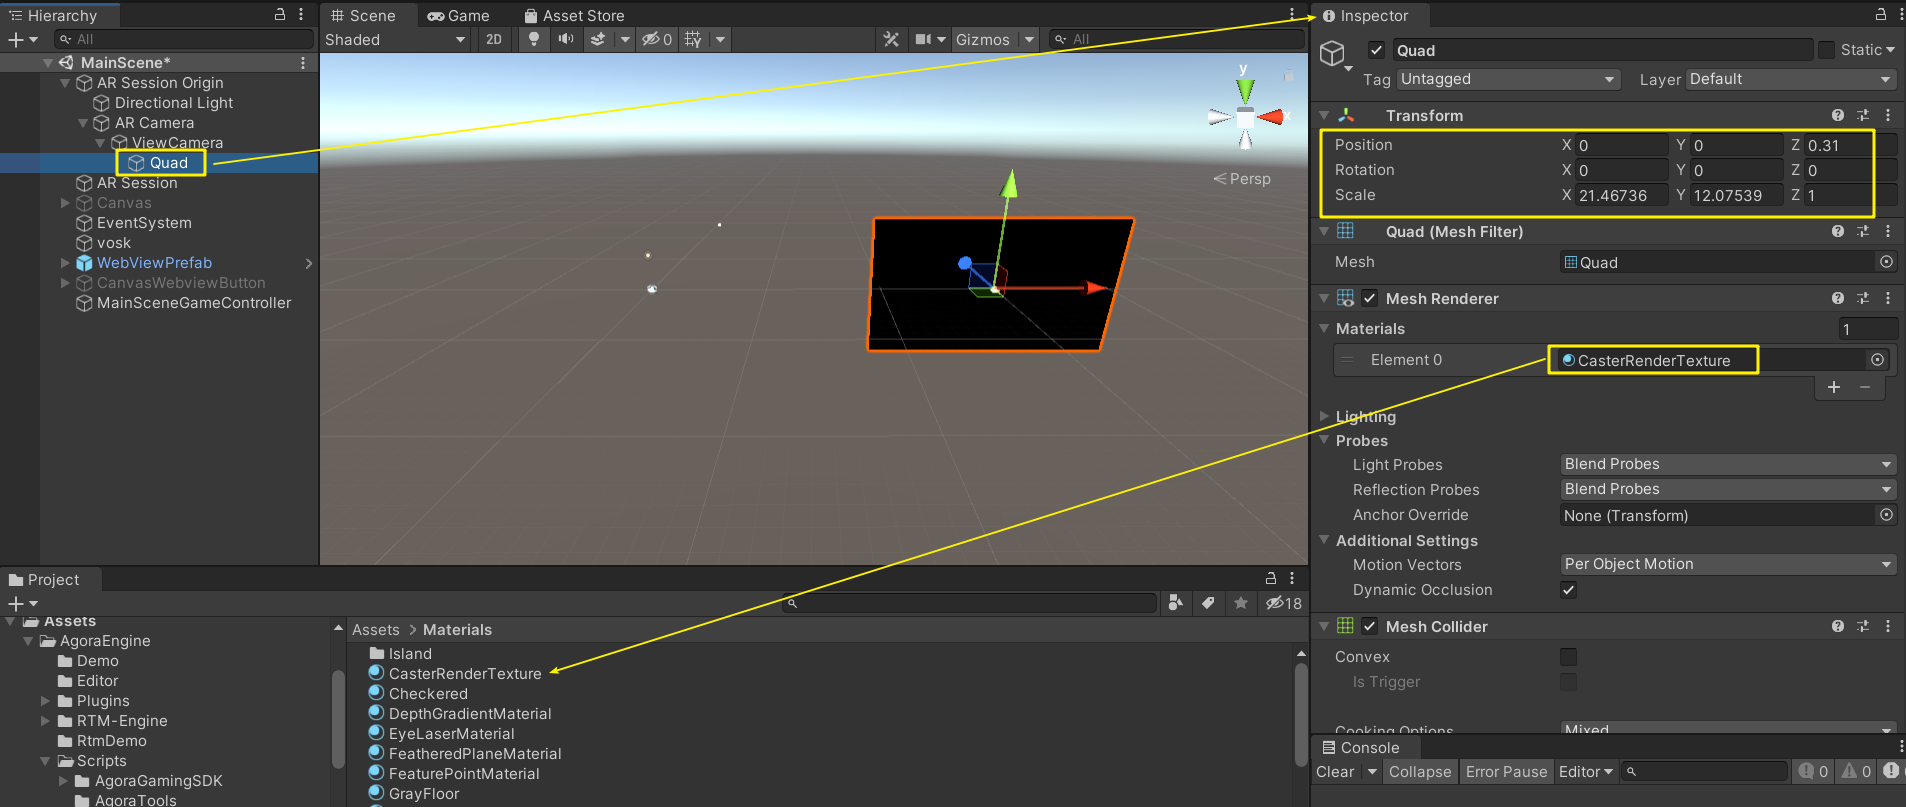 Hierarchy
All
MainScene*
AR Session Origin
Directional Light
AR Camera
ViewCamera
Quad
AR Session
Canvas
EventSystem
vosk
WebViewPrefab
CanvasWebviewButton
MainSceneGameController
Scene Game Asset Store
Shaded 2D 0 Gizmos All
y
x
Persp
Inspector
Quad Static
Tag Untagged Layer Default
Transform
Position X 0 Y 0 Z 0.31
Rotation X 0 Y 0 Z 0
Scale X 21.46736 Y 12.07539 Z 1
Quad (Mesh Filter)
Mesh Quad
Mesh Renderer
Materials 1
Element 0 CasterRenderTexture
Lighting
Probes
Light Probes Blend Probes
Reflection Probes Blend Probes
Anchor Override None (Transform)
Additional Settings
Motion Vectors Per Object Motion
Dynamic Occlusion
Mesh Collider
Convex
Is Trigger
Cooking Options Mixed
Console
Clear Collapse Error Pause Editor 0 0
Project
18
Assets
AgoraEngine
Demo
Editor
Plugins
RTM-Engine
RtmDemo
Scripts
AgoraGamingSDK
AgoraTools
Assets > Materials
Island
CasterRenderTexture
Checkered
DepthGradientMaterial
EyeLaserMaterial
FeatheredPlaneMaterial
FeaturePointMaterial
GrayFloor